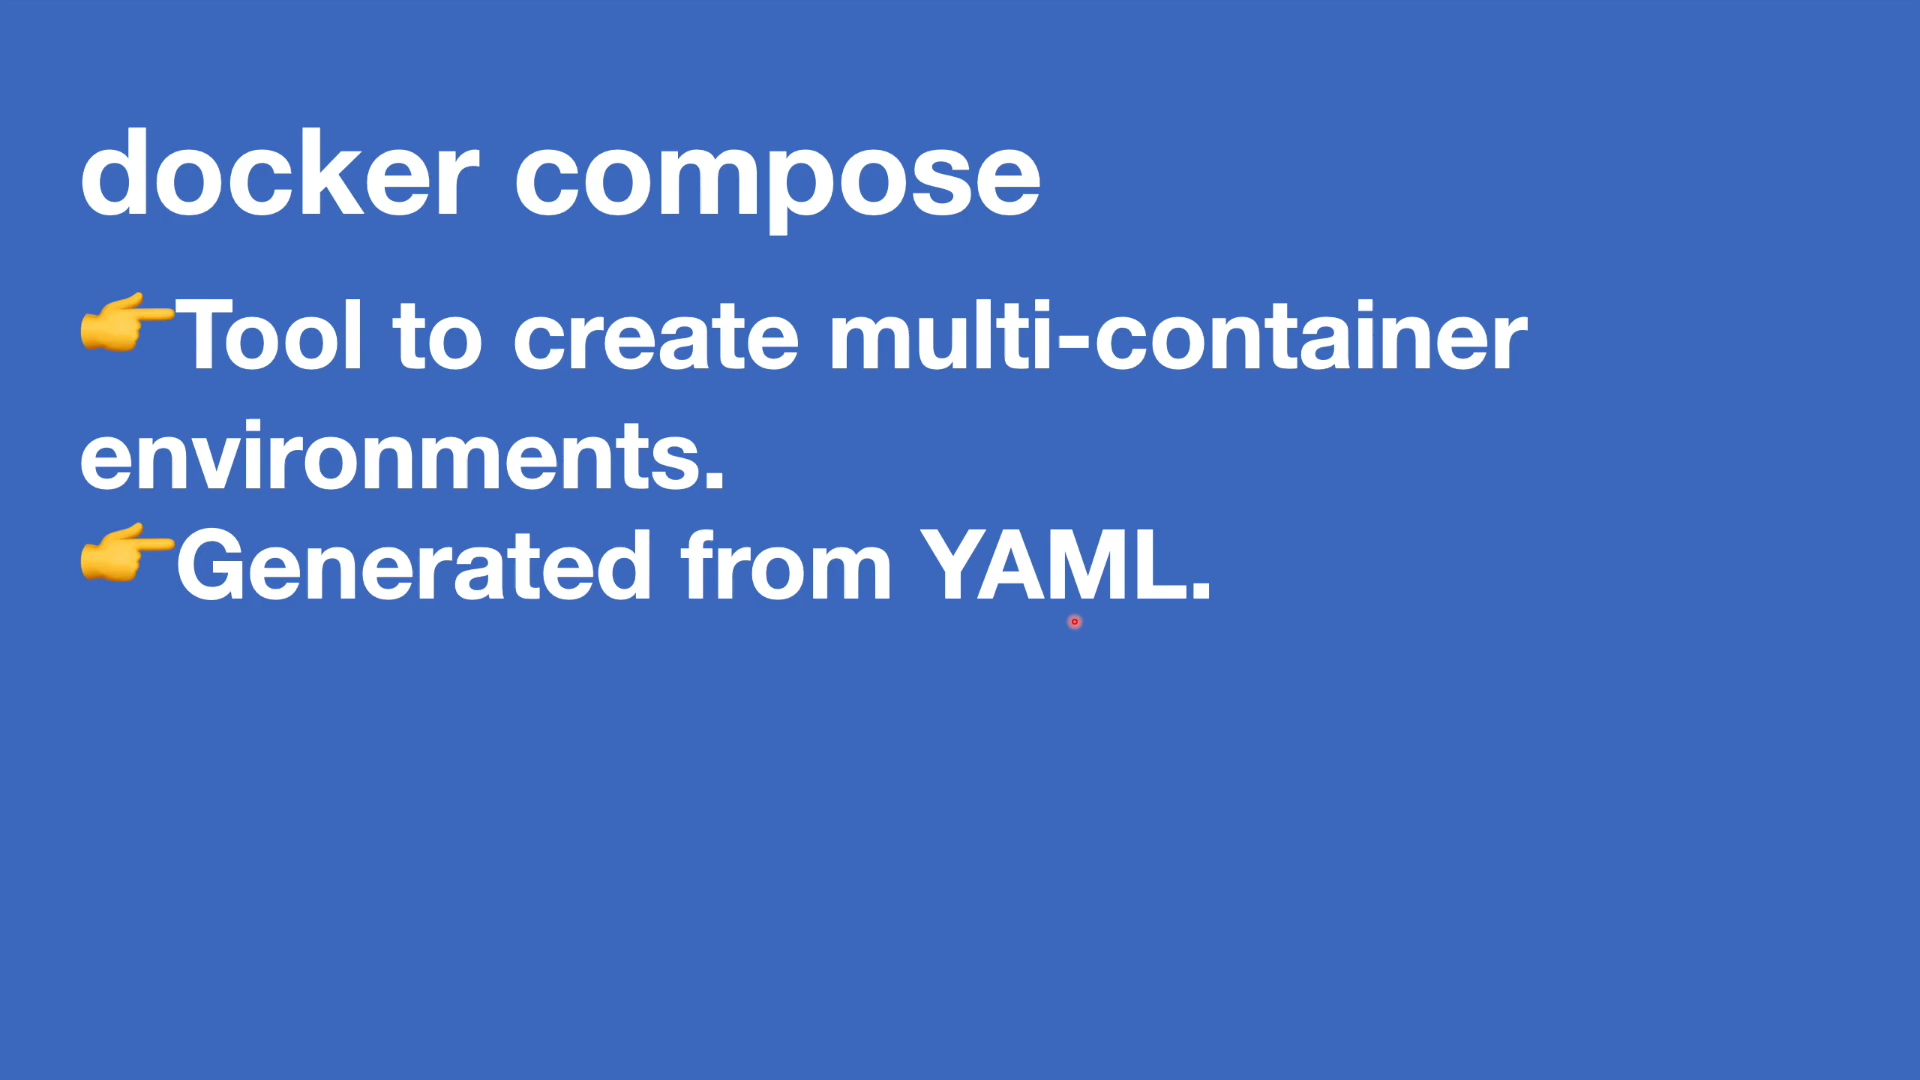 docker compose
👉Tool to create multi-container
environments.
👉Generated from YAML.